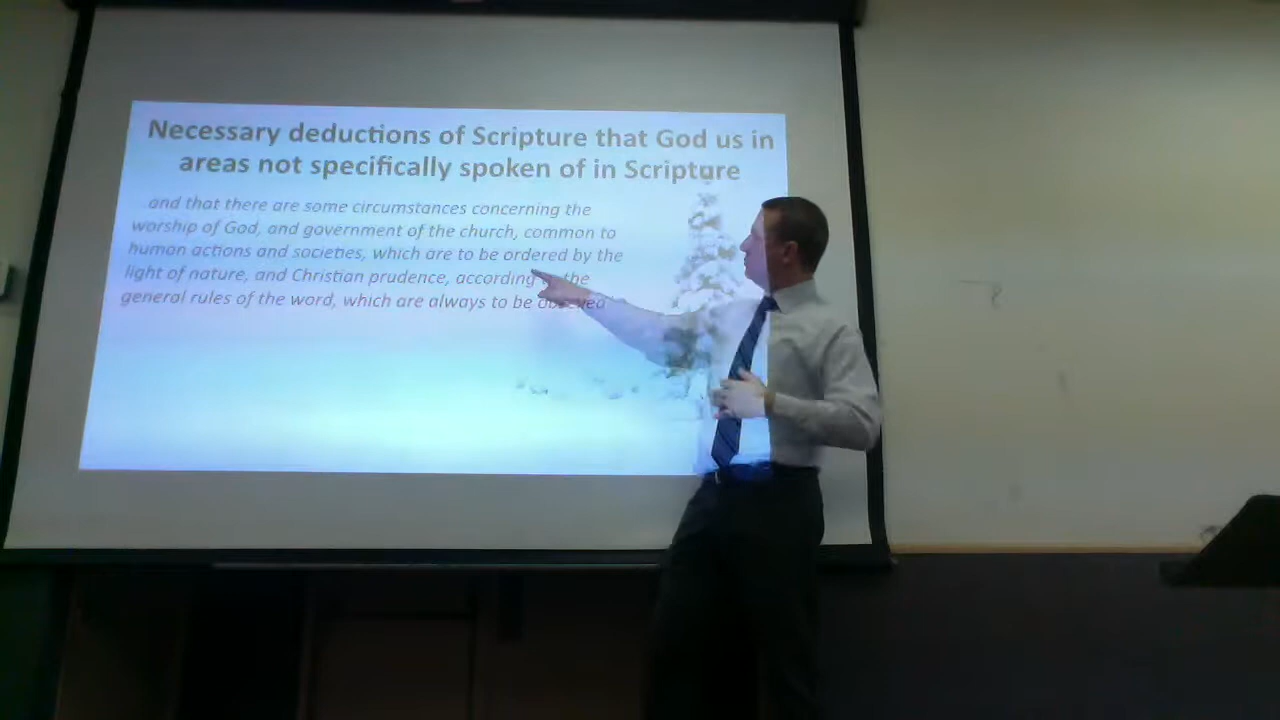 Necessary deductions of Scripture that God us in
areas not specifically spoken of in Scripture
and that there are some circumstances concerning the
worship of God, and government of the church, common to
human actions and societies, which are to be ordered by the
light of nature, and Christian prudence, according the
general rules of the word, which are always to be